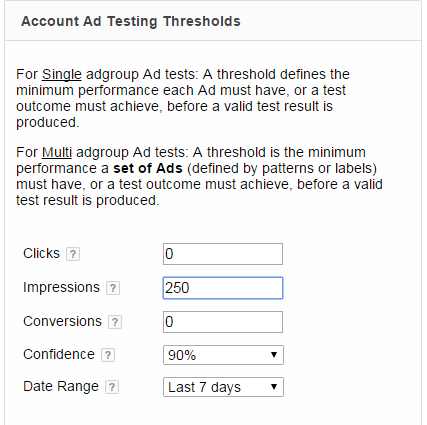 Account Ad Testing Thresholds
For Single adgroup Ad tests: A threshold defines the
minimum performance each Ad must have, or a test
outcome must achieve, before a valid test result is
produced.
For Multi adgroup Ad tests: A threshold is the minimum
performance a set of Ads (defined by patterns or labels)
must have, or a test outcome must achieve, before a valid
test result is produced.
Clicks ? 0
Impressions ? 250
Conversions ? 0
Confidence ? 90%
Date Range ? Last 7 days